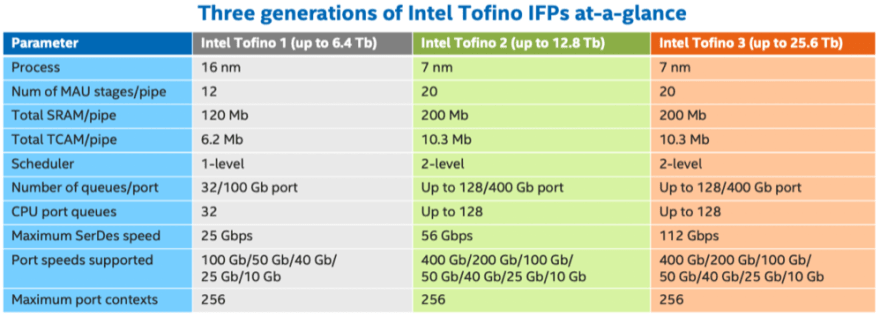 Three generations of Intel Tofino IFPs at-a-glance
Parameter Intel Tofino 1 (up to 6.4 Tb) Intel Tofino 2 (up to 12.8 Tb) Intel Tofino 3 (up to 25.6 Tb)
Process 16 nm 7 nm 7 nm
Num of MAU stages/pipe 12 20 20
Total SRAM/pipe 120 Mb 200 Mb 200 Mb
Total TCAM/pipe 6.2 Mb 10.3 Mb 10.3 Mb
Scheduler 1-level 2-level 2-level
Number of queues/port 32/100 Gb port Up to 128/400 Gb port Up to 128/400 Gb port
CPU port queues 32 Up to 128 Up to 128
Maximum SerDes speed 25 Gbps 56 Gbps 112 Gbps
Port speeds supported 100 Gb/50 Gb/40 Gb/ 400 Gb/200 Gb/100 Gb/ 400 Gb/200 Gb/100 Gb/
25 Gb/10 Gb 50 Gb/40 Gb/25 Gb/10 Gb 50 Gb/40 Gb/25 Gb/10 Gb
Maximum port contexts 256 256 256